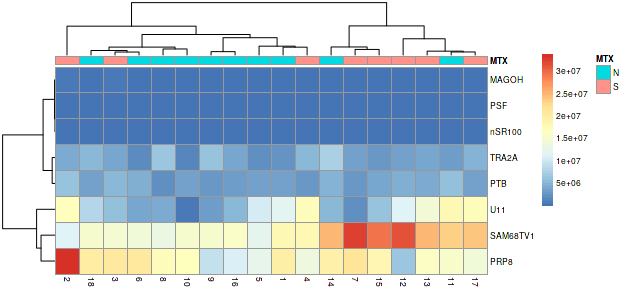 MTX
MTX
N
S
MAGOH
PSF
nSR100
TRA2A
PTB
U11
SAM68TV1
PRP8
3e+07
2.5e+07
2e+07
1.5e+07
1e+07
5e+06
2 18 3 6 8 10 9 16 5 1 4 14 7 15 12 13 11 17